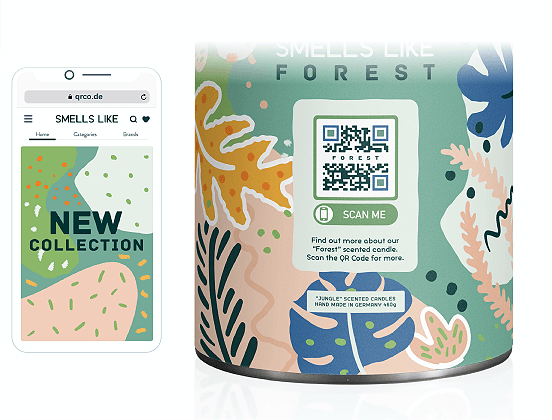 qrco.de
SMELLS LIKE
Home Categories Brands
NEW
COLLECTION
SMELLS LIKE
FOREST
FOREST
SCAN ME
Find out more about our
"Forest" scented candle.
Scan the QR Code for more.
"JUNGLE" SCENTED CANDLES
HAND MADE IN GERMANY 460g